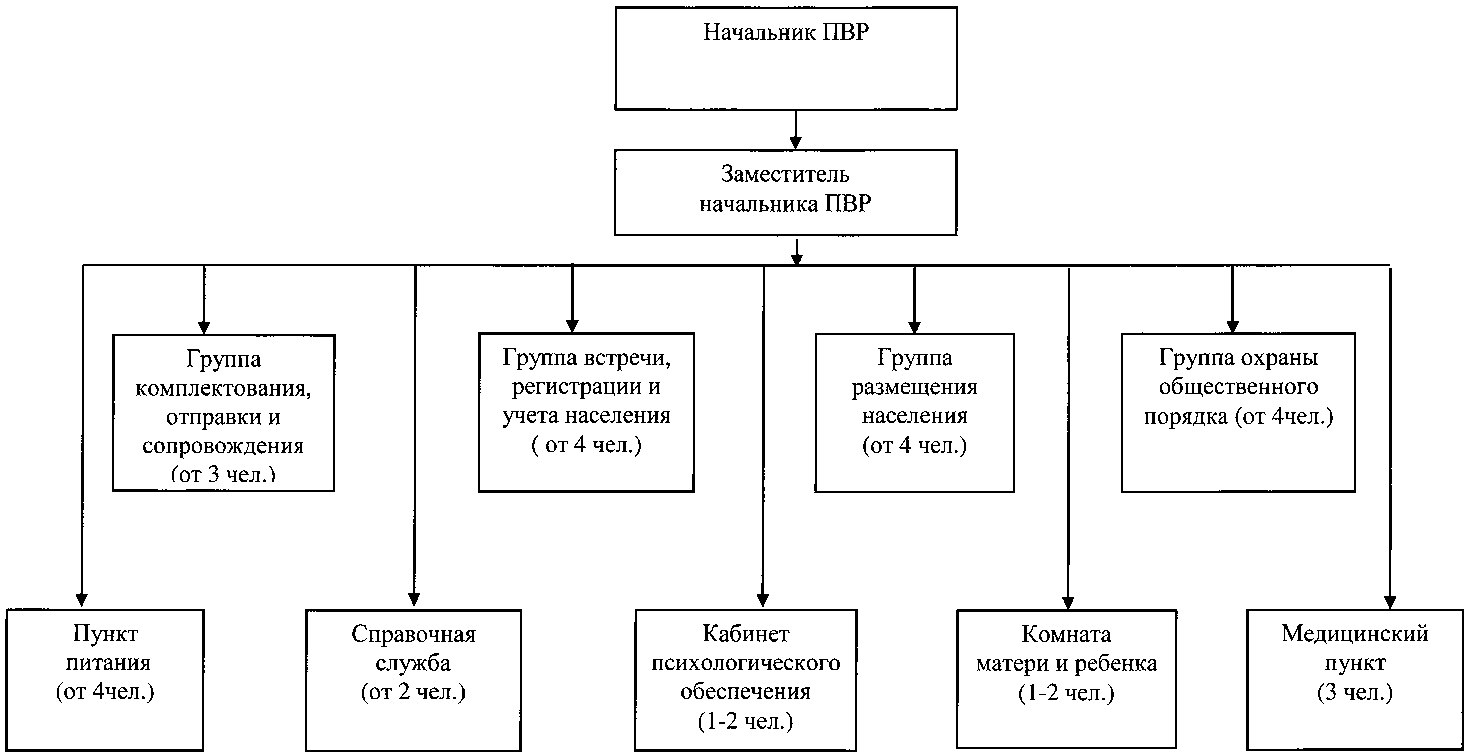 Начальник ПВР
Заместитель
начальника ПВР
Группа
комплектования,
отправки и
сопровождения
(от 3 чел.)
Группа встречи,
регистрации и
учета населения
( от 4 чел.)
Группа
размещения
населения
(от 4 чел.)
Группа охраны
общественного
порядка (от 4чел.)
Пункт
питания
(от 4чел.)
Справочная
служба
(от 2 чел.)
Кабинет
психологического
обеспечения
(1-2 чел.)
Комната
матери и ребенка
(1-2 чел.)
Медицинский
пункт
(3 чел.)